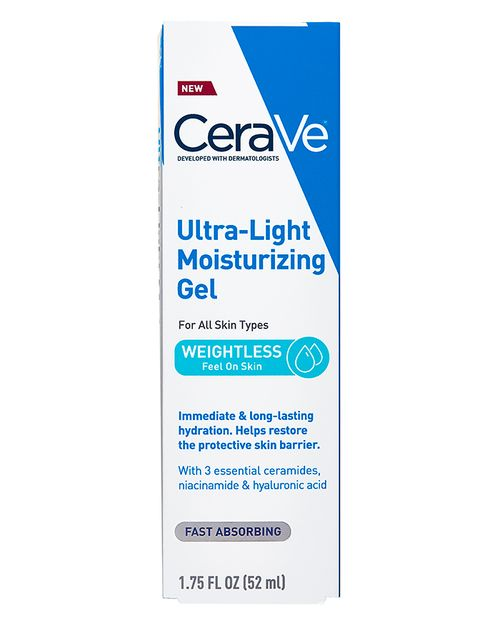 NEW
CeraVe™
DEVELOPED WITH DERMATOLOGISTS
Ultra-Light
Moisturizing
Gel
For All Skin Types
WEIGHTLESS
Feel On Skin
Immediate & long-lasting
hydration. Helps restore
the protective skin barrier.
With 3 essential ceramides,
niacinamide & hyaluronic acid
FAST ABSORBING
1.75 FL OZ (52 ml)